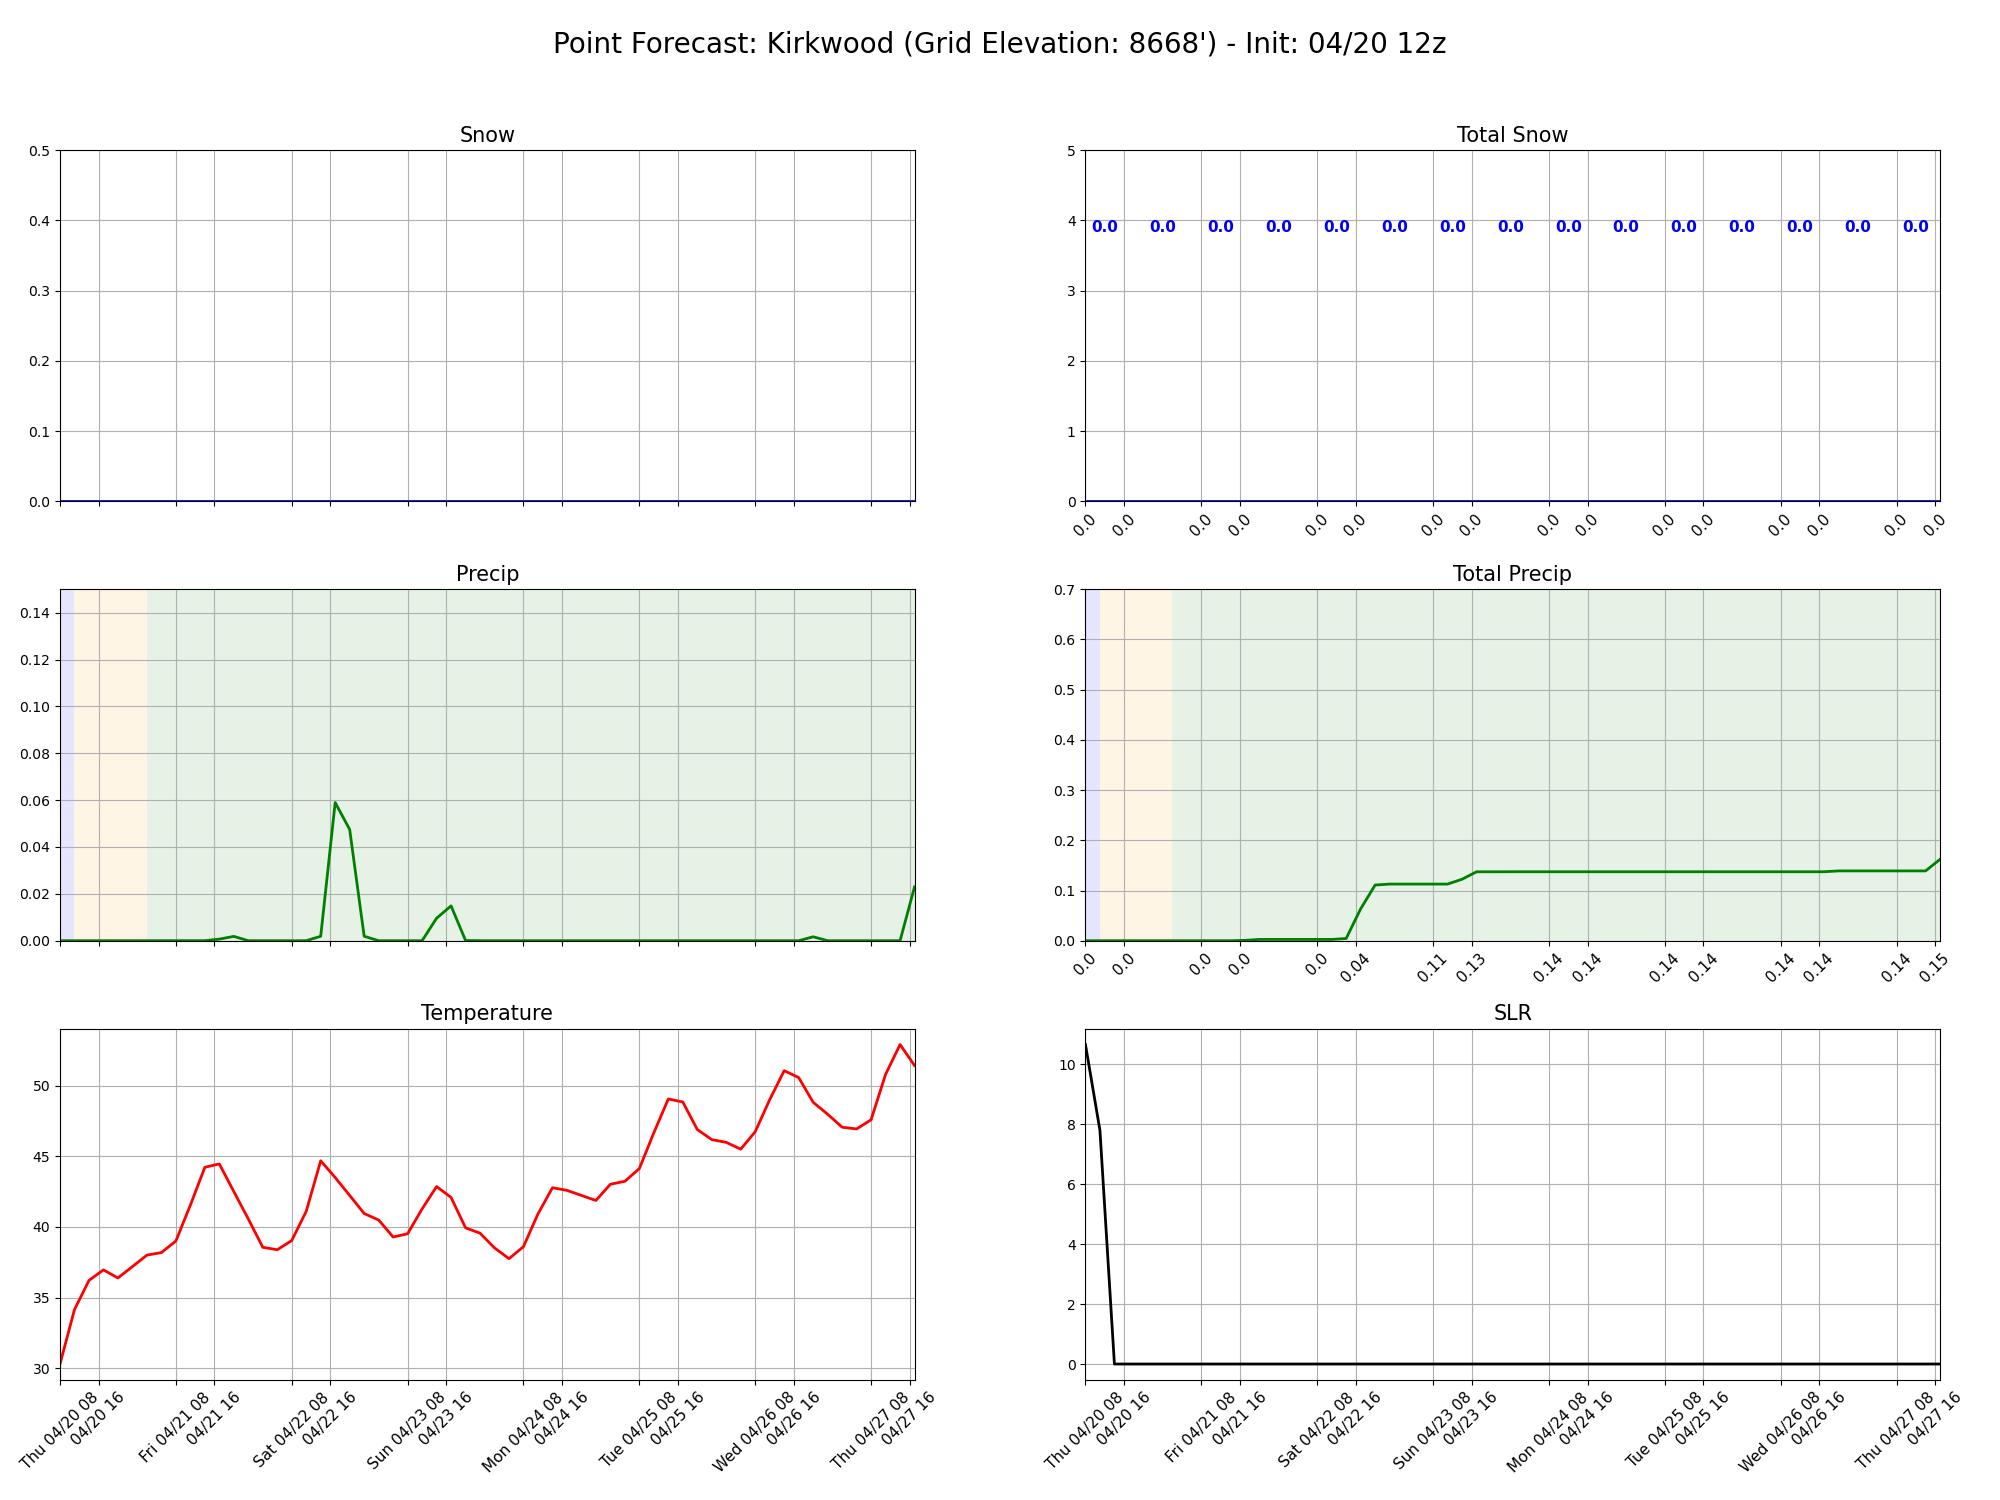 Point Forecast: Kirkwood (Grid Elevation: 8668') - Init: 04/20 12z
Snow
0.5
0.4
0.3
0.2
0.1
0.0
Total Snow
5
4
3
2
1
0
0.0 0.0 0.0 0.0 0.0 0.0 0.0 0.0 0.0 0.0 0.0 0.0 0.0 0.0 0.0
0.0 0.0 0.0 0.0 0.0 0.0 0.0 0.0 0.0 0.0 0.0 0.0 0.0 0.0 0.0 0.0
Precip
0.14
0.12
0.10
0.08
0.06
0.04
0.02
0.00
Total Precip
0.7
0.6
0.5
0.4
0.3
0.2
0.1
0.0
0.0 0.0 0.0 0.0 0.0 0.04 0.11 0.13 0.14 0.14 0.14 0.14 0.14 0.14 0.14 0.15
Temperature
50
45
40
35
30
Thu 04/20 08
04/20 16
Fri 04/21 08
04/21 16
Sat 04/22 08
04/22 16
Sun 04/23 08
04/23 16
Mon 04/24 08
04/24 16
Tue 04/25 08
04/25 16
Wed 04/26 08
04/26 16
Thu 04/27 08
04/27 16
SLR
10
8
6
4
2
0
Thu 04/20 08
04/20 16
Fri 04/21 08
04/21 16
Sat 04/22 08
04/22 16
Sun 04/23 08
04/23 16
Mon 04/24 08
04/24 16
Tue 04/25 08
04/25 16
Wed 04/26 08
04/26 16
Thu 04/27 08
04/27 16